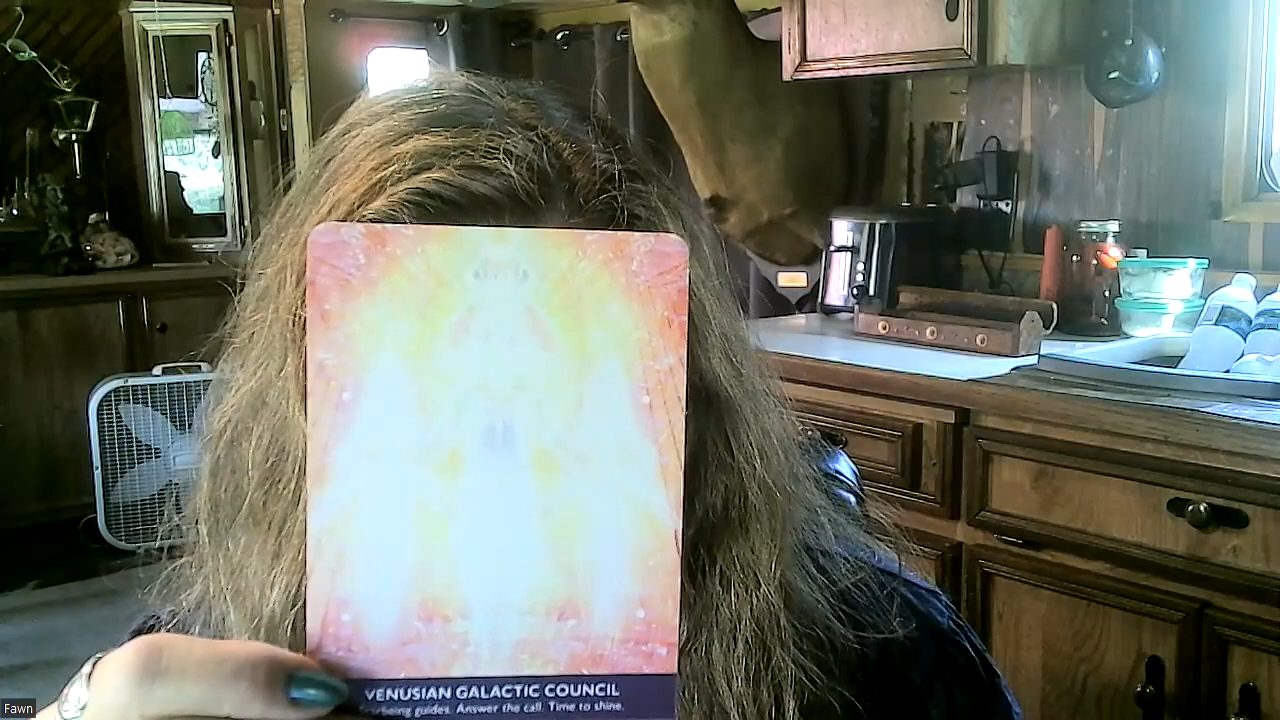 VENUSIAN GALACTIC COUNCIL
guides. Answer the call. Time to shine.
Fawn